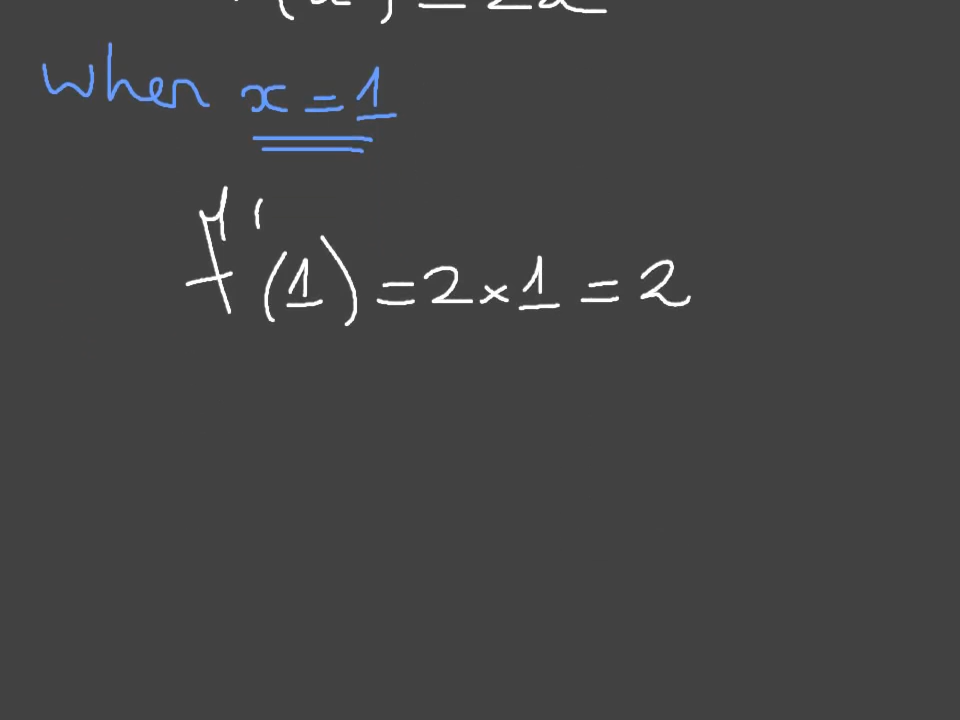 when x = 1
f'(1) = 2 × 1 = 2